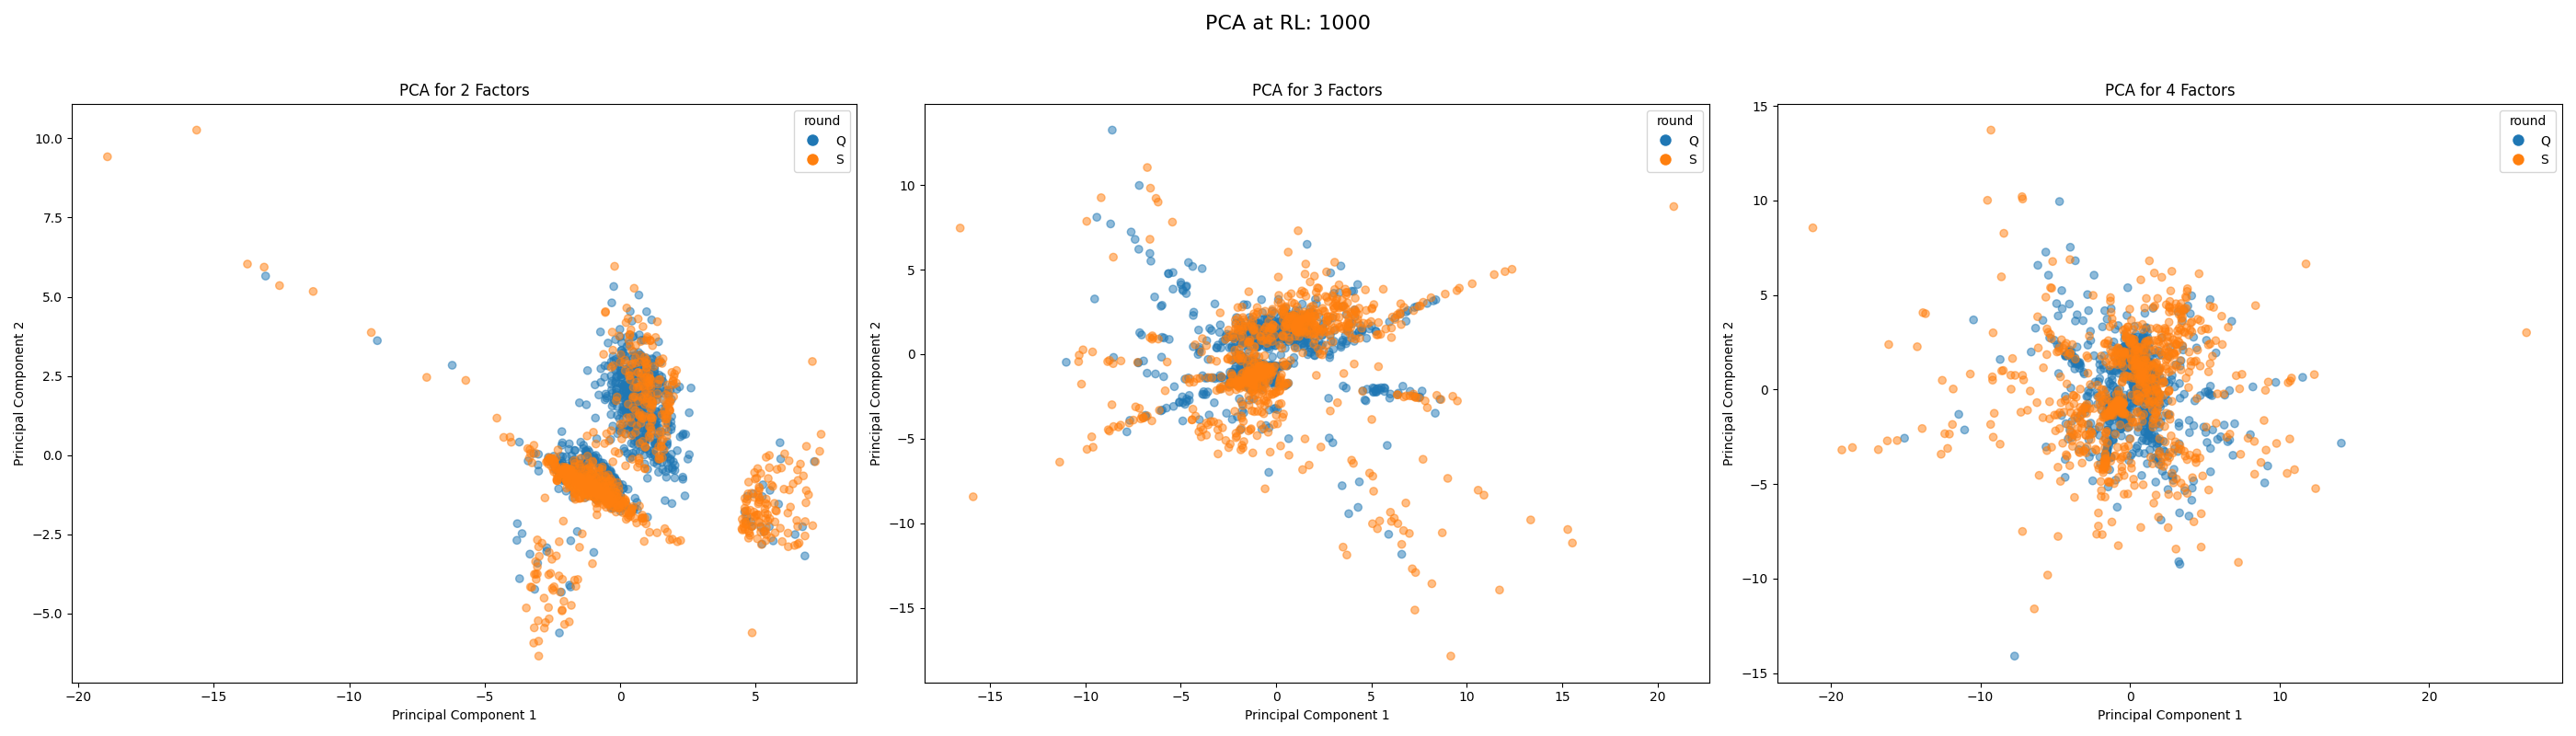 PCA at RL: 1000
PCA for 2 Factors
round
Q
S
10.0
7.5
5.0
2.5
0.0
−2.5
−5.0
Principal Component 2
−20
−15
−10
−5
0
5
Principal Component 1
PCA for 3 Factors
round
Q
S
10
5
0
−5
−10
−15
Principal Component 2
−15
−10
−5
0
5
10
15
20
Principal Component 1
PCA for 4 Factors
round
Q
S
15
10
5
0
−5
−10
−15
Principal Component 2
−20
−10
0
10
20
Principal Component 1